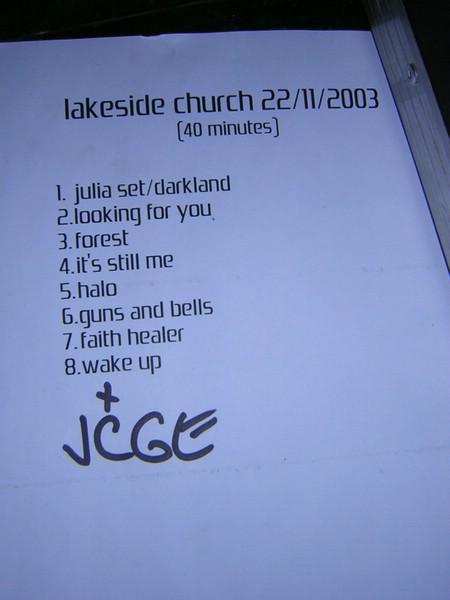 lakeside church 22/11/2003
(40 minutes)
1. julia set/darkland
2.looking for you
3.forest
4.it's still me
5.halo
6.guns and bells
7.faith healer
8.wake up
+
JCGE